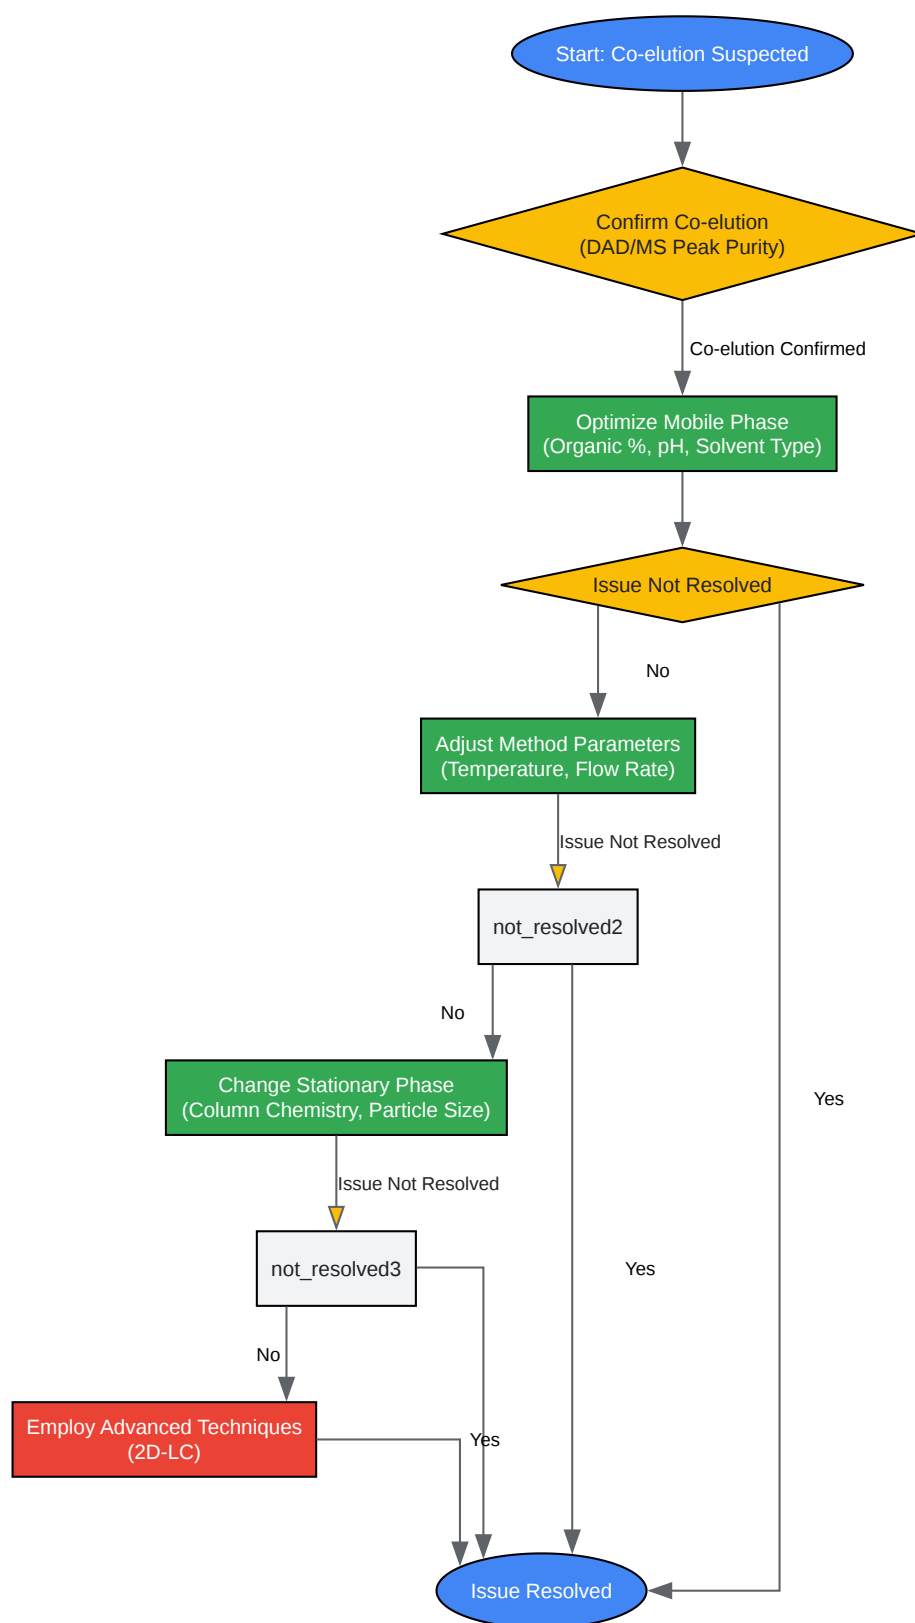 Start: Co-elution Suspected
Confirm Co-elution
(DAD/MS Peak Purity)
Co-elution Confirmed
Optimize Mobile Phase
(Organic %, pH, Solvent Type)
Issue Not Resolved
No
Adjust Method Parameters
(Temperature, Flow Rate)
Issue Not Resolved
not_resolved2
No
Change Stationary Phase
(Column Chemistry, Particle Size)
Yes
Issue Not Resolved
not_resolved3
Yes
No
Employ Advanced Techniques
(2D-LC)
Yes
Issue Resolved